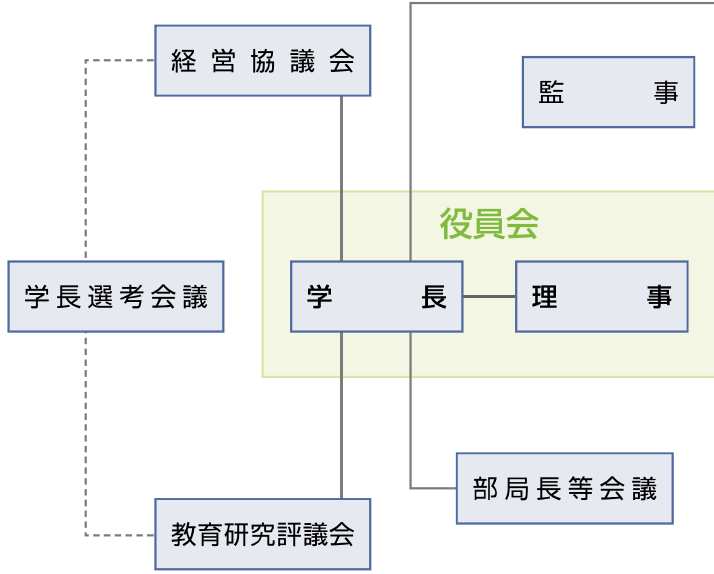 経営協議会
監事
役員会
学長選考会議
学長
理事
部局長等会議
教育研究評議会